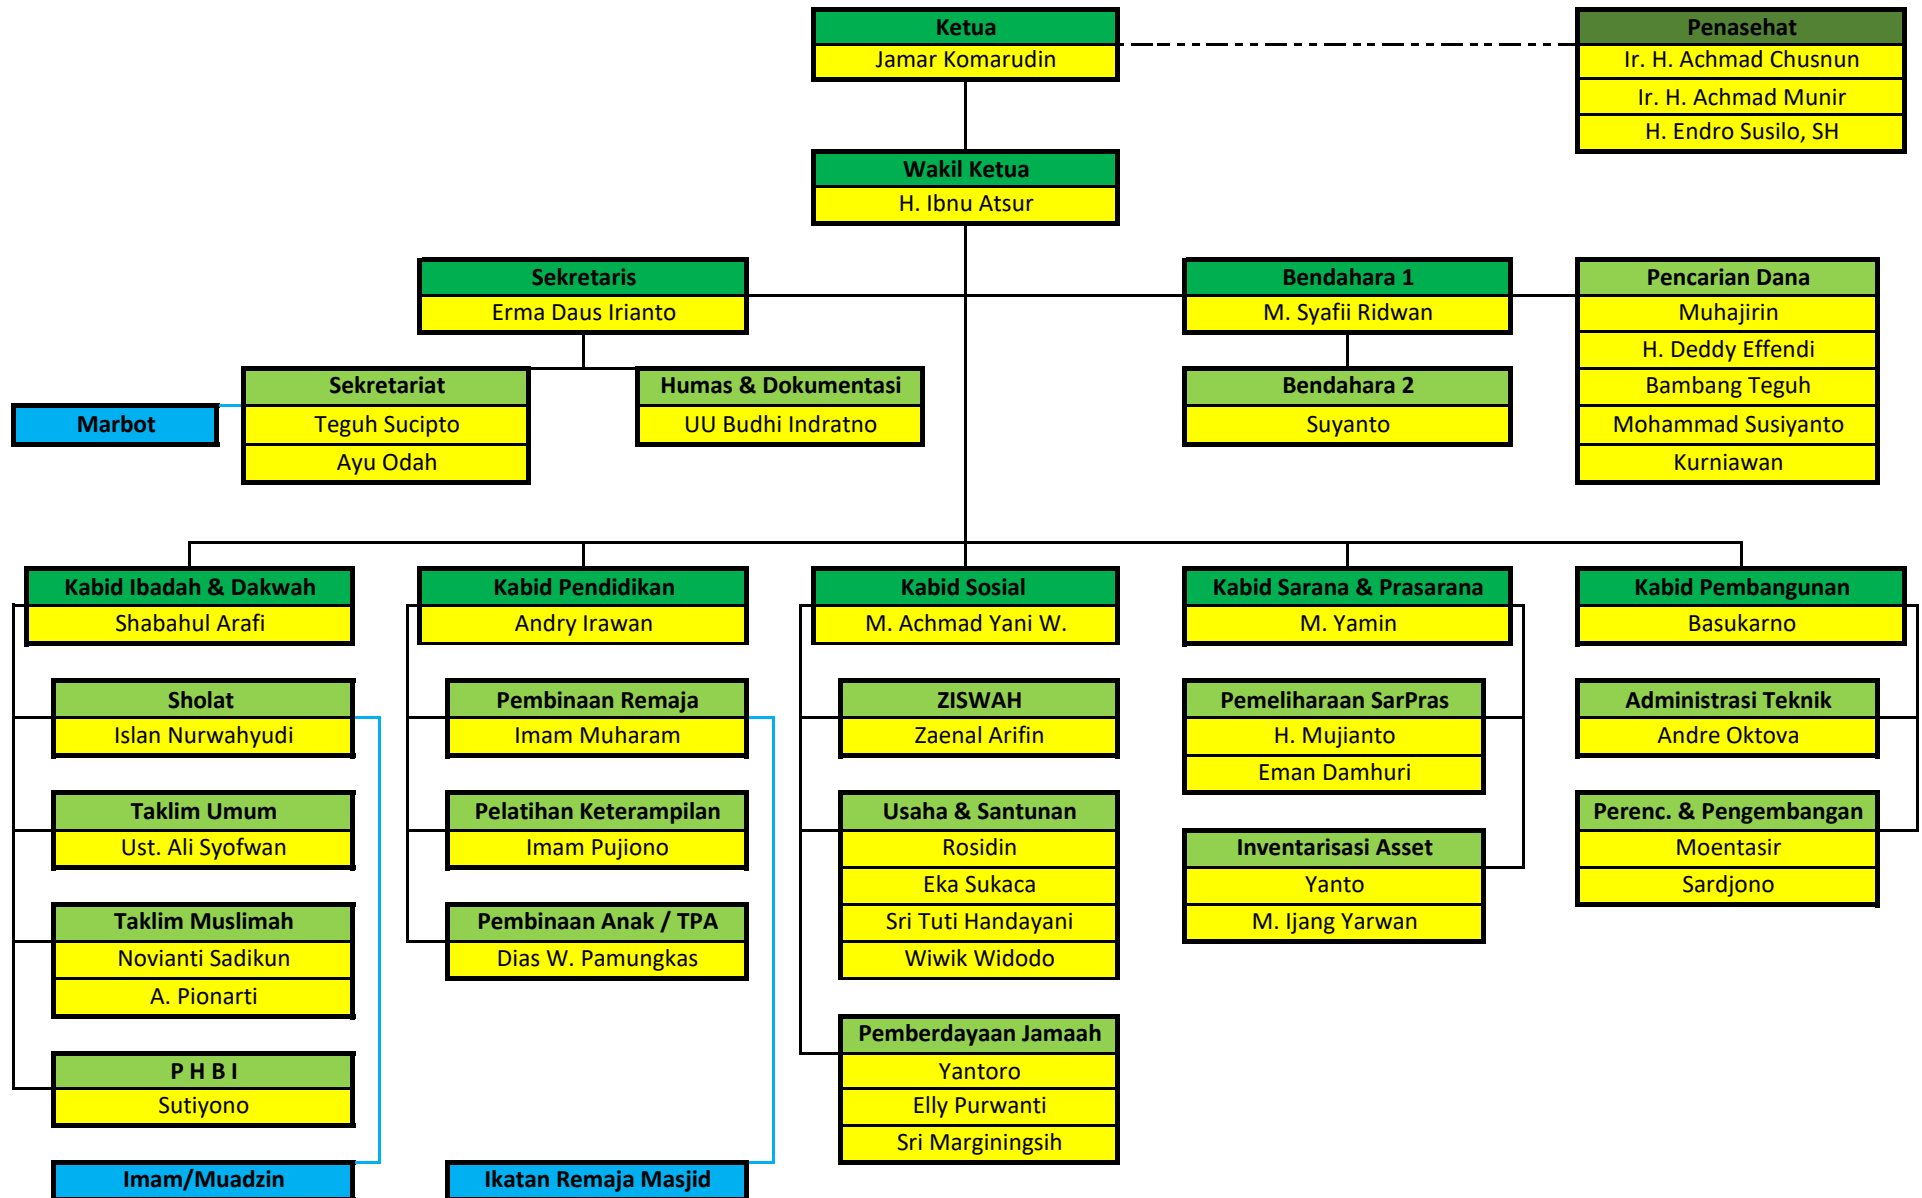 Ketua
Jamar Komarudin
Penasehat
Ir. H. Achmad Chusnun
Ir. H. Achmad Munir
H. Endro Susilo, SH
Wakil Ketua
H. Ibnu Atsur
Sekretaris
Erma Daus Irianto
Bendahara 1
M. Syafii Ridwan
Pencarian Dana
Muhajirin
H. Deddy Effendi
Bambang Teguh
Mohammad Susiyanto
Kurniawan
Marbot
Sekretariat
Teguh Sucipto
Ayu Odah
Humas & Dokumentasi
UU Budhi Indratno
Bendahara 2
Suyanto
Kabid Ibadah & Dakwah
Shabahul Arafi
Sholat
Islan Nurwahyudi
Taklim Umum
Ust. Ali Syofwan
Taklim Muslimah
Novianti Sadikun
A. Pionarti
P H B I
Sutiyono
Imam/Muadzin
Kabid Pendidikan
Andry Irawan
Pembinaan Remaja
Imam Muharam
Pelatihan Keterampilan
Imam Pujiono
Pembinaan Anak / TPA
Dias W. Pamungkas
Ikatan Remaja Masjid
Kabid Sosial
M. Achmad Yani W.
ZISWAH
Zaenal Arifin
Usaha & Santunan
Rosidin
Eka Sukaca
Sri Tuti Handayani
Wiwik Widodo
Pemberdayaan Jamaah
Yantoro
Elly Purwanti
Sri Marginingsih
Kabid Sarana & Prasarana
M. Yamin
Pemeliharaan SarPras
H. Mujianto
Eman Damhuri
Inventarisasi Asset
Yanto
M. Ijang Yarwan
Kabid Pembangunan
Basukarno
Administrasi Teknik
Andre Oktova
Perenc. & Pengembangan
Moentasir
Sardjono